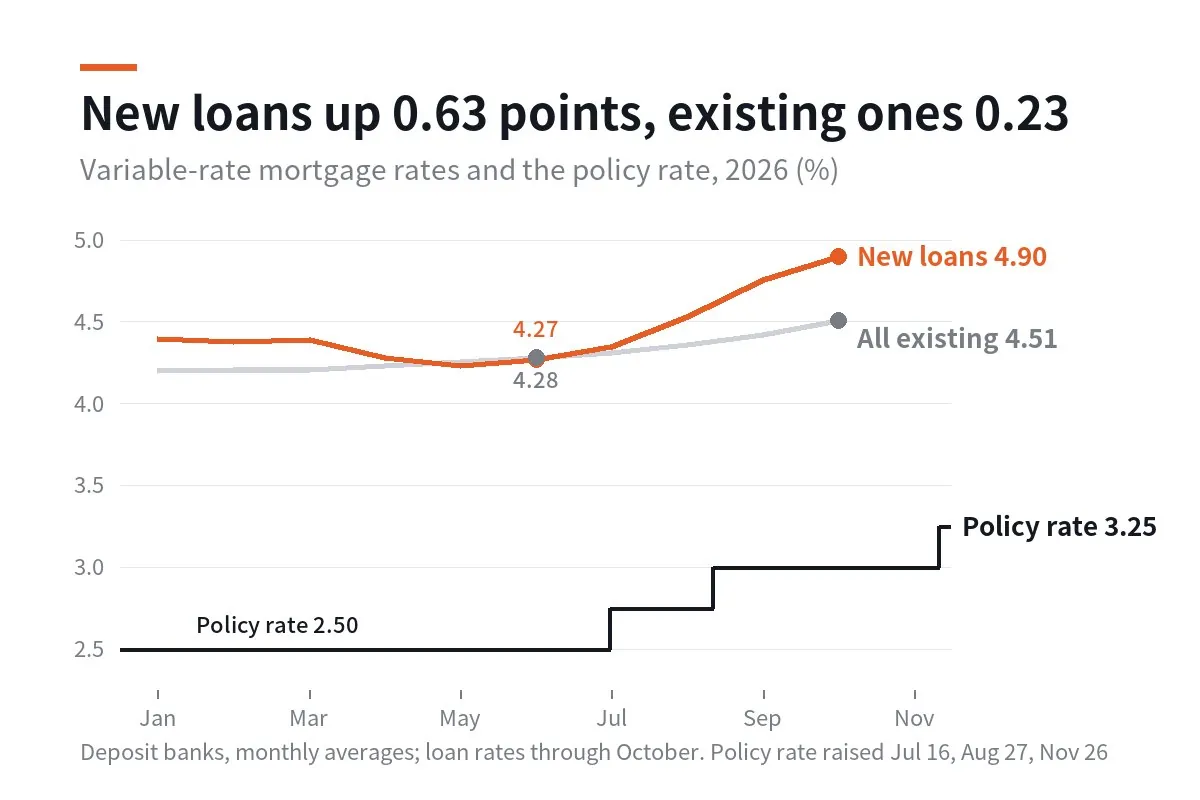 New loans up 0.63 points, existing ones 0.23
Variable-rate mortgage rates and the policy rate, 2026 (%)
5.0
New loans 4.90
4.5
4.27
All existing 4.51
4.28
4.0
3.5
Policy rate 3.25
3.0
Policy rate 2.50
2.5
Jan Mar May Jul Sep Nov
Deposit banks, monthly averages; loan rates through October. Policy rate raised Jul 16, Aug 27, Nov 26